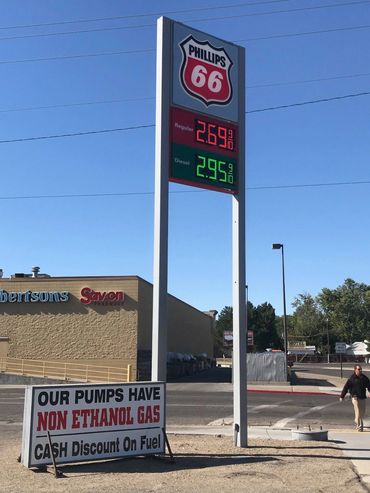 PHILLIPS
66
Regular 2.69 9/10
Diesel 2.95 9/10
bertsons Sav-on
OUR PUMPS HAVE
NON ETHANOL GAS
CASH Discount On Fuel